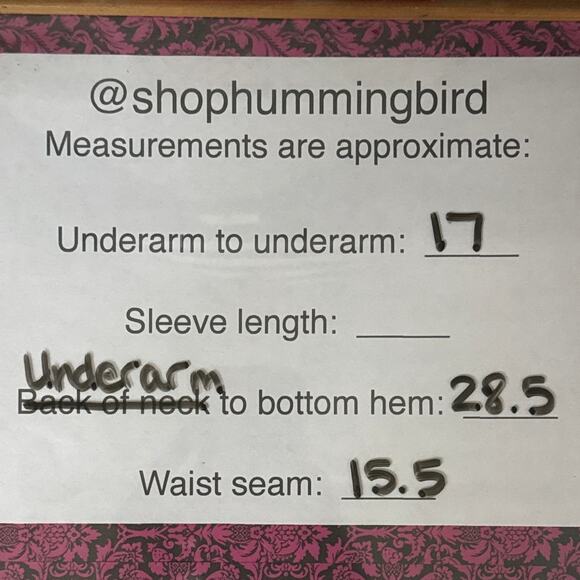 @shophummingbird
Measurements are approximate:
Underarm to underarm: 17
Sleeve length:
Underarm
Back of neck to bottom hem: 28.5
Waist seam: 15.5